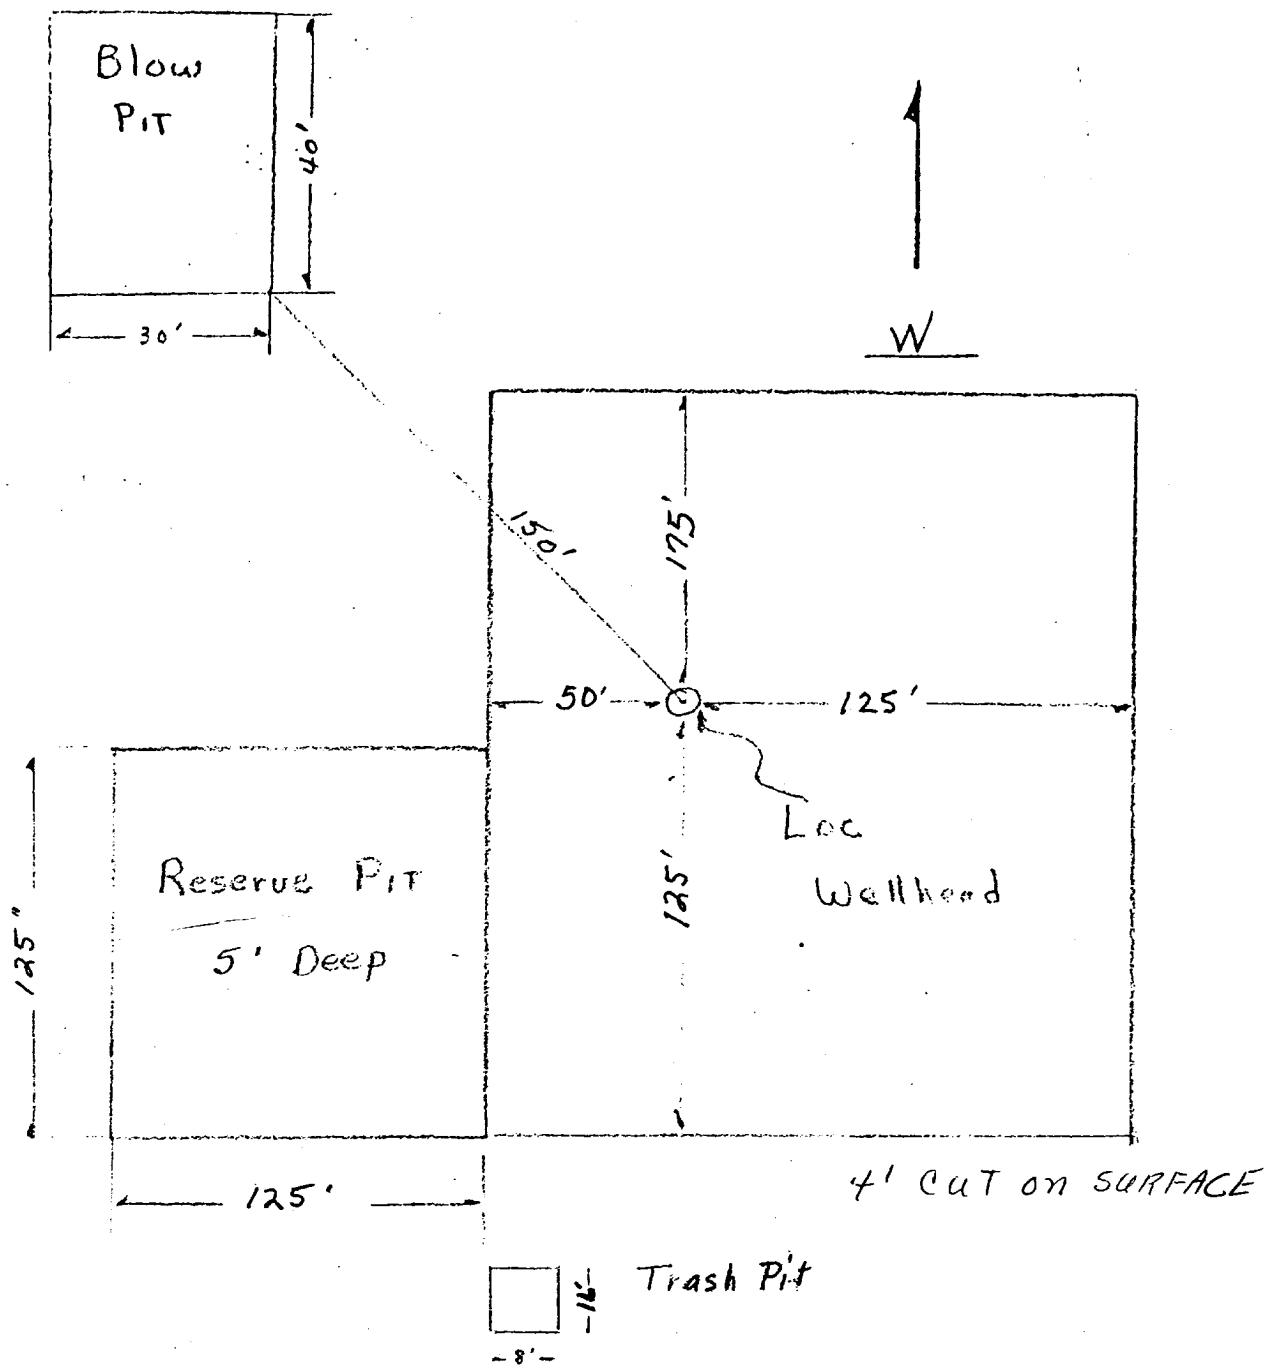 Blow
PIT
40'
30'
W
150'
175'
50'
125'
Loc
Wellhead
Reserve PIT
5' Deep
125"
125'
125'
4' CUT on SURFACE
Trash Pit
16'
8'